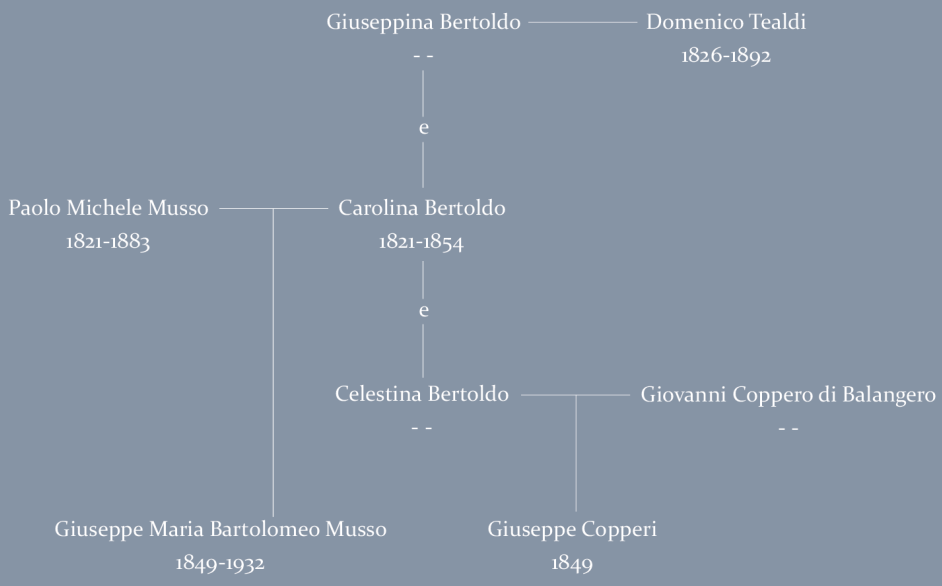 Giuseppina Bertoldo Domenico Tealdi
- - 1826-1892
e
Paolo Michele Musso Carolina Bertoldo
1821-1883 1821-1854
e
Celestina Bertoldo Giovanni Coppero di Balangero
- - - -
Giuseppe Maria Bartolomeo Musso Giuseppe Copperi
1849-1932 1849